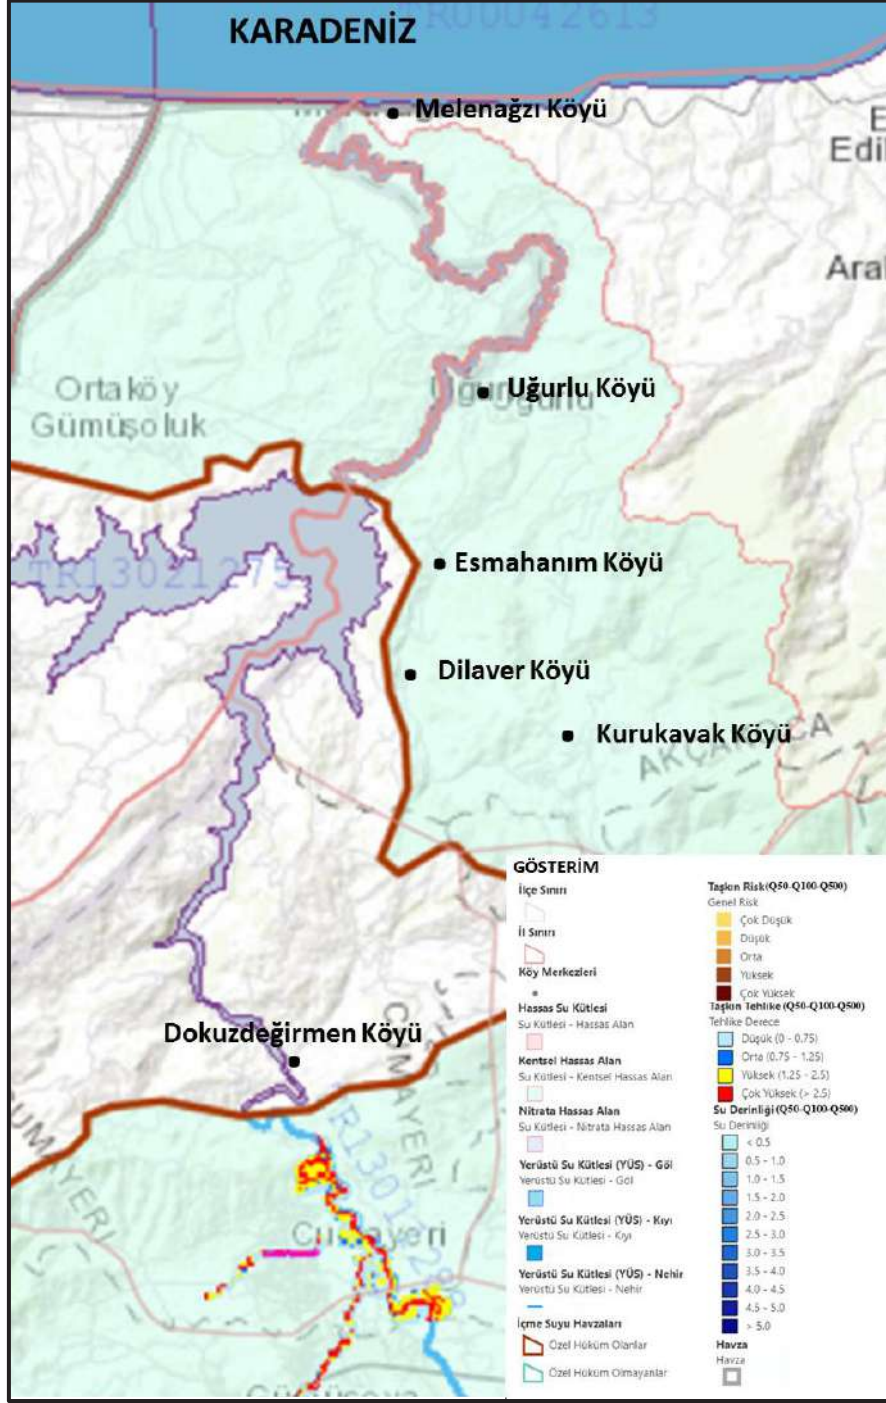 TR00042613
KARADENİZ
Melenağzı Köyü
Edil
Aral
Ortaköy
Gümüşoluk
Uğurlu
Uğurlu Köyü
TR13021275
Esmahanım Köyü
Dilaver Köyü
Kurukavak Köyü
AKÇAKOCA
Dokuzdeğirmen Köyü
CUMAYERİ
CUMAYERİ
Cumayeri
GÖSTERİM
İlçe Sınırı
İl Sınırı
Köy Merkezleri
Hassas Su Kütlesi
Su Kütlesi - Hassas Alan
Kentsel Hassas Alan
Su Kütlesi - Kentsel Hassas Alan
Nitrata Hassas Alan
Su Kütlesi - Nitrata Hassas Alan
Yerüstü Su Kütlesi (YÜS) - Göl
Yerüstü Su Kütlesi - Göl
Yerüstü Su Kütlesi (YÜS) - Kıyı
Yerüstü Su Kütlesi - Kıyı
Yerüstü Su Kütlesi (YÜS) - Nehir
Yerüstü Su Kütlesi - Nehir
İçme Suyu Havzaları
Özel Hüküm Olanlar
Özel Hüküm Olmayanlar
Taşkın Risk(Q50-Q100-Q500)
Genel Risk
Çok Düşük
Düşük
Orta
Yüksek
Çok Yüksek
Taşkın Tehlike (Q50-Q100-Q500)
Tehlike Derece
Düşük (0 - 0.75)
Orta (0.75 - 1.25)
Yüksek (1.25 - 2.5)
Çok Yüksek (> 2.5)
Su Derinliği (Q50-Q100-Q500)
Su Derinliği
< 0.5
0.5 - 1.0
1.0 - 1.5
1.5 - 2.0
2.0 - 2.5
2.5 - 3.0
3.0 - 3.5
3.5 - 4.0
4.0 - 4.5
4.5 - 5.0
> 5.0
Havza
Havza